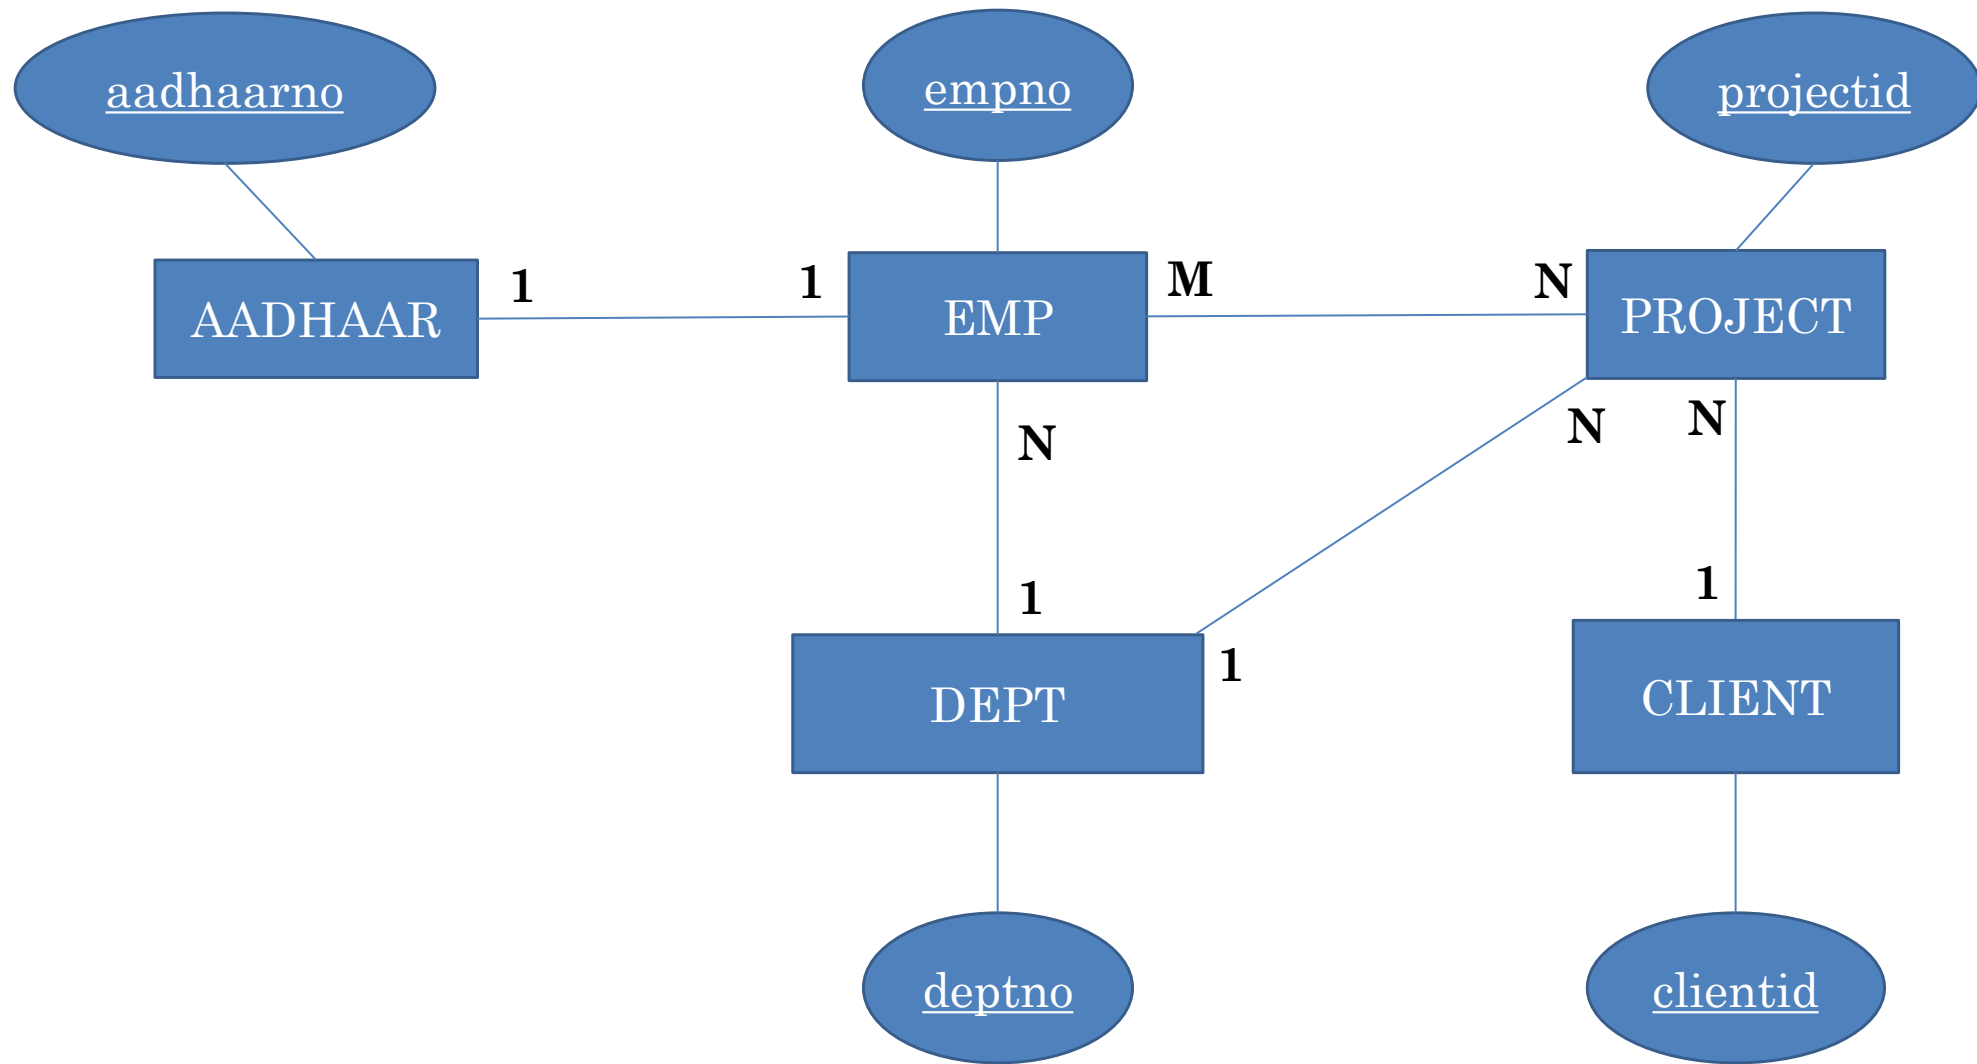 aadhaarno
empno
projectid
1
1
M
N
AADHAAR
EMP
PROJECT
N
N
N
1
1
1
DEPT
CLIENT
deptno
clientid